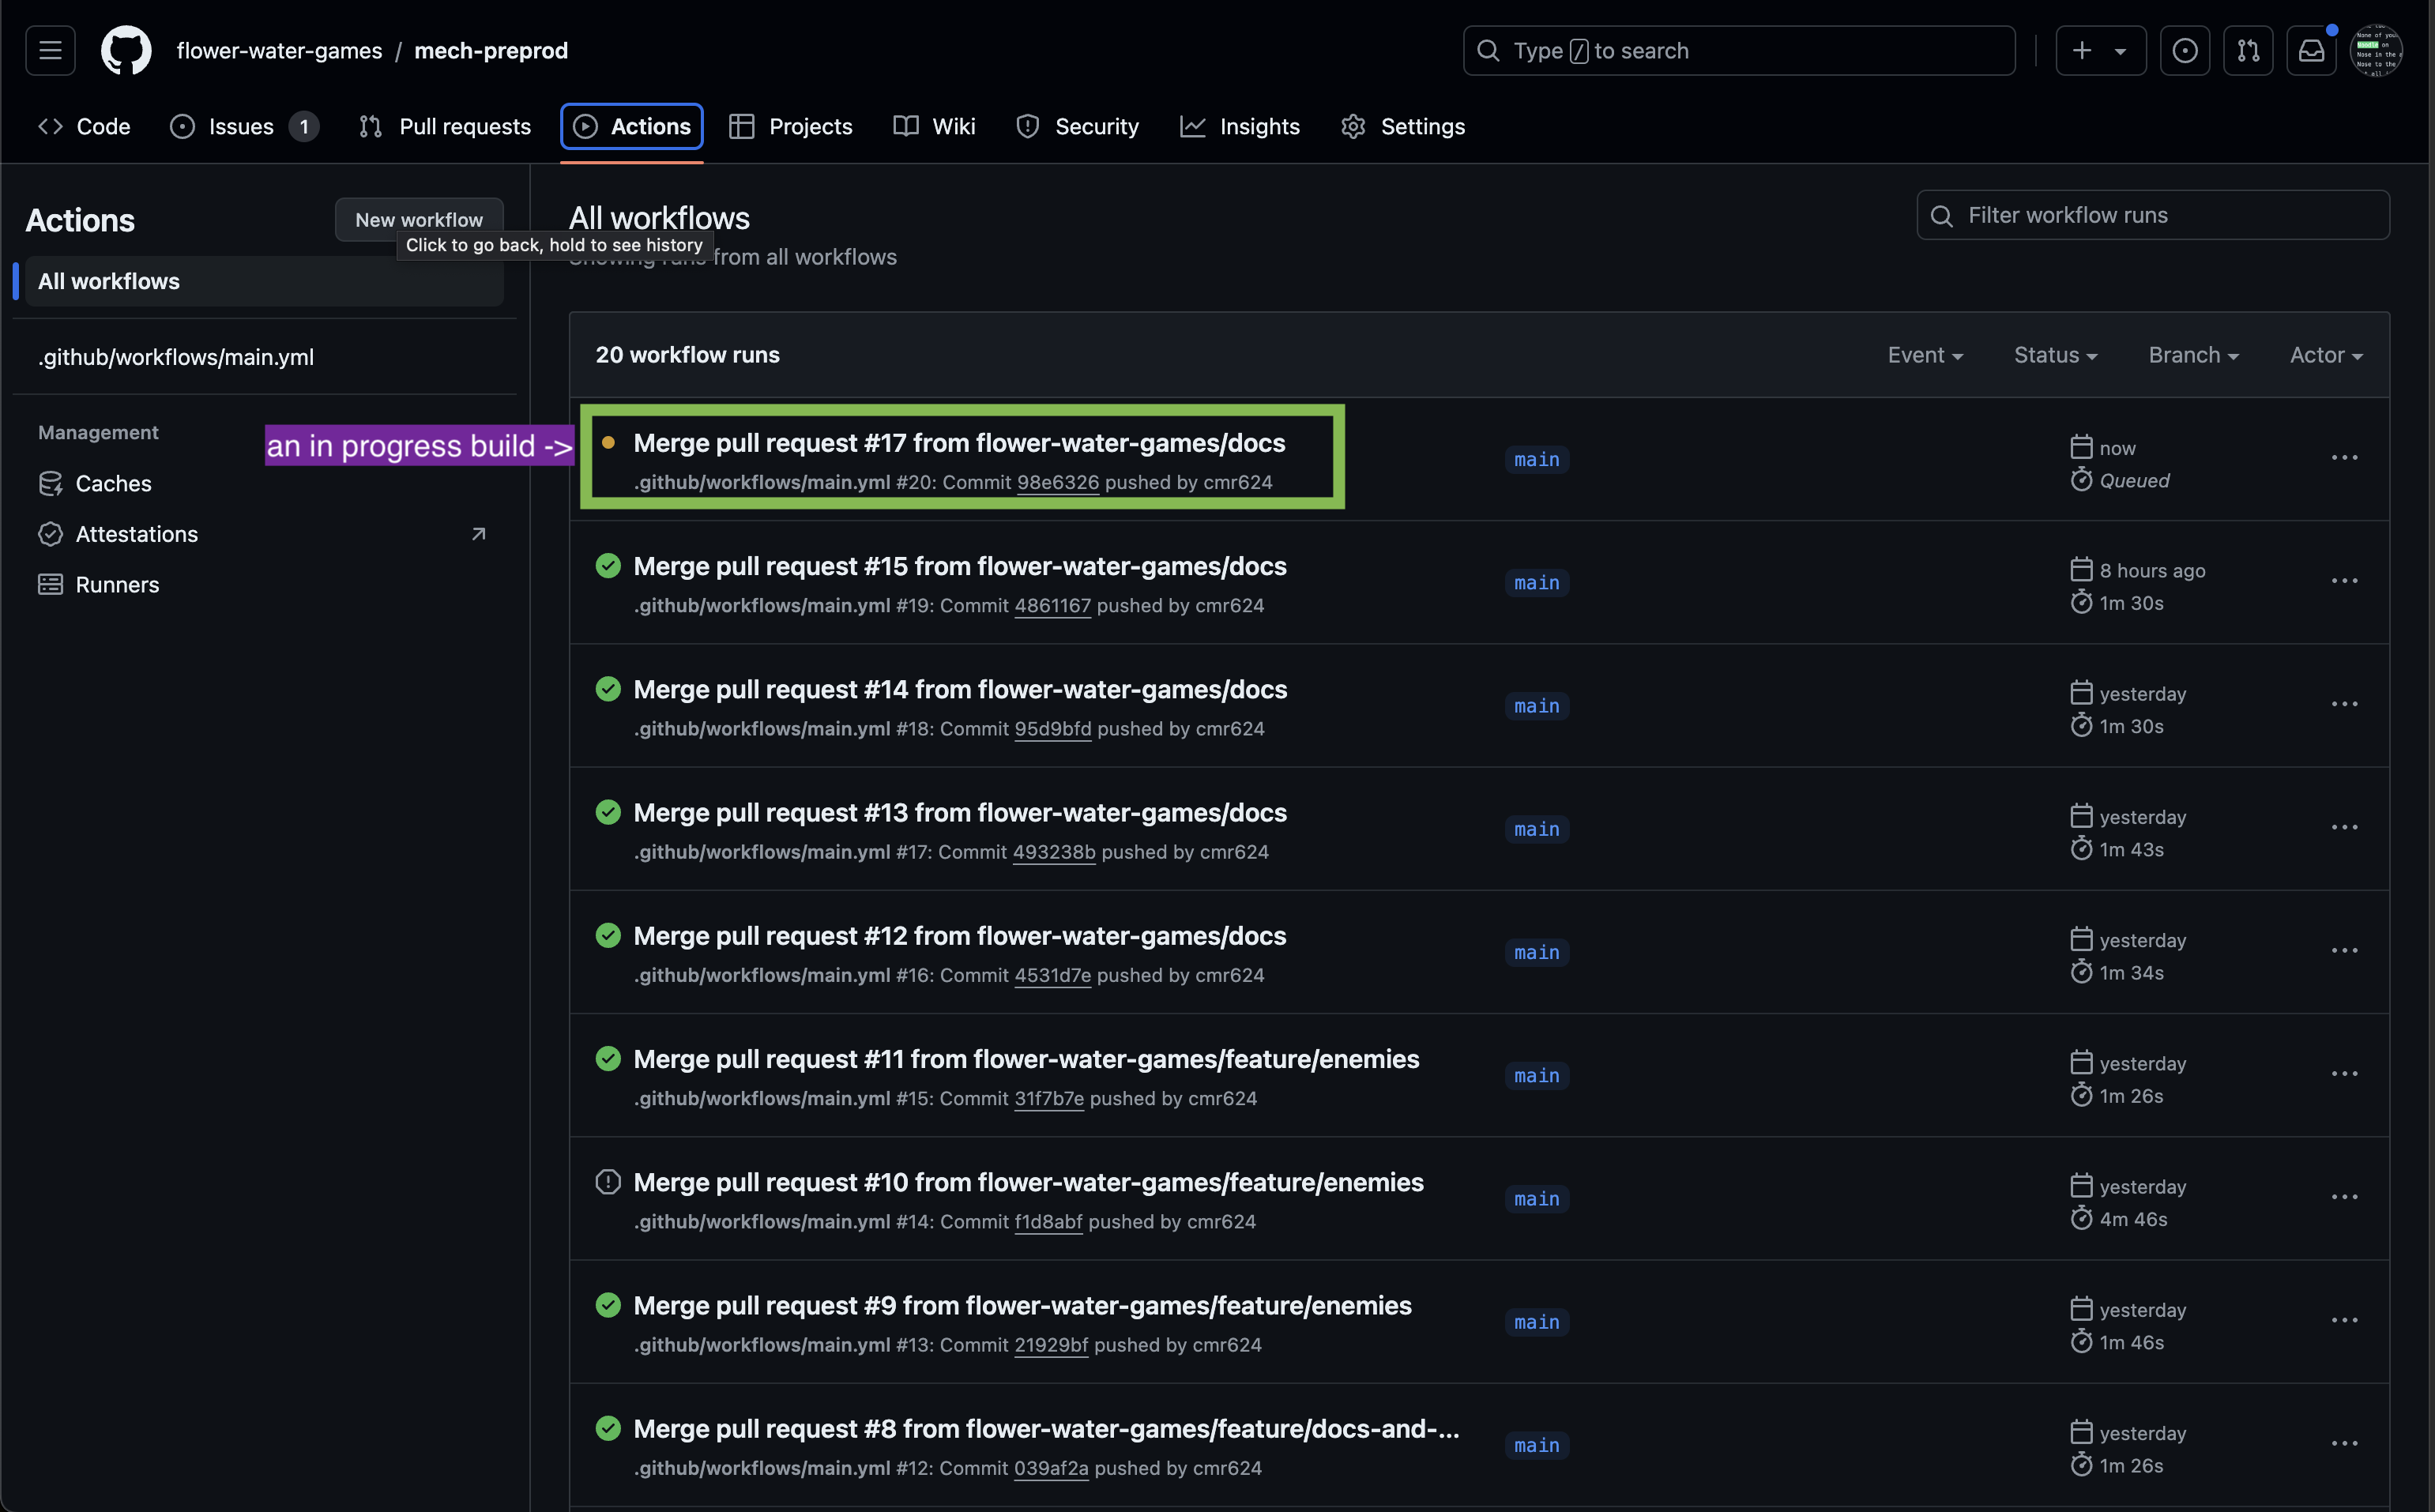 flower-water-games / mech-preprod
Type / to search
Code
Issues 1
Pull requests
Actions
Projects
Wiki
Security
Insights
Settings
Actions
New workflow
Click to go back, hold to see history
All workflows
.github/workflows/main.yml
Management
Caches
Attestations
Runners
an in progress build ->
All workflows
Showing runs from all workflows
Filter workflow runs
20 workflow runs
Event
Status
Branch
Actor
Merge pull request #17 from flower-water-games/docs
.github/workflows/main.yml #20: Commit 98e6326 pushed by cmr624
main
now
Queued
Merge pull request #15 from flower-water-games/docs
.github/workflows/main.yml #19: Commit 4861167 pushed by cmr624
main
8 hours ago
1m 30s
Merge pull request #14 from flower-water-games/docs
.github/workflows/main.yml #18: Commit 95d9bfd pushed by cmr624
main
yesterday
1m 30s
Merge pull request #13 from flower-water-games/docs
.github/workflows/main.yml #17: Commit 493238b pushed by cmr624
main
yesterday
1m 43s
Merge pull request #12 from flower-water-games/docs
.github/workflows/main.yml #16: Commit 4531d7e pushed by cmr624
main
yesterday
1m 34s
Merge pull request #11 from flower-water-games/feature/enemies
.github/workflows/main.yml #15: Commit 31f7b7e pushed by cmr624
main
yesterday
1m 26s
Merge pull request #10 from flower-water-games/feature/enemies
.github/workflows/main.yml #14: Commit f1d8abf pushed by cmr624
main
yesterday
4m 46s
Merge pull request #9 from flower-water-games/feature/enemies
.github/workflows/main.yml #13: Commit 21929bf pushed by cmr624
main
yesterday
1m 46s
Merge pull request #8 from flower-water-games/feature/docs-and-...
.github/workflows/main.yml #12: Commit 039af2a pushed by cmr624
main
yesterday
1m 26s